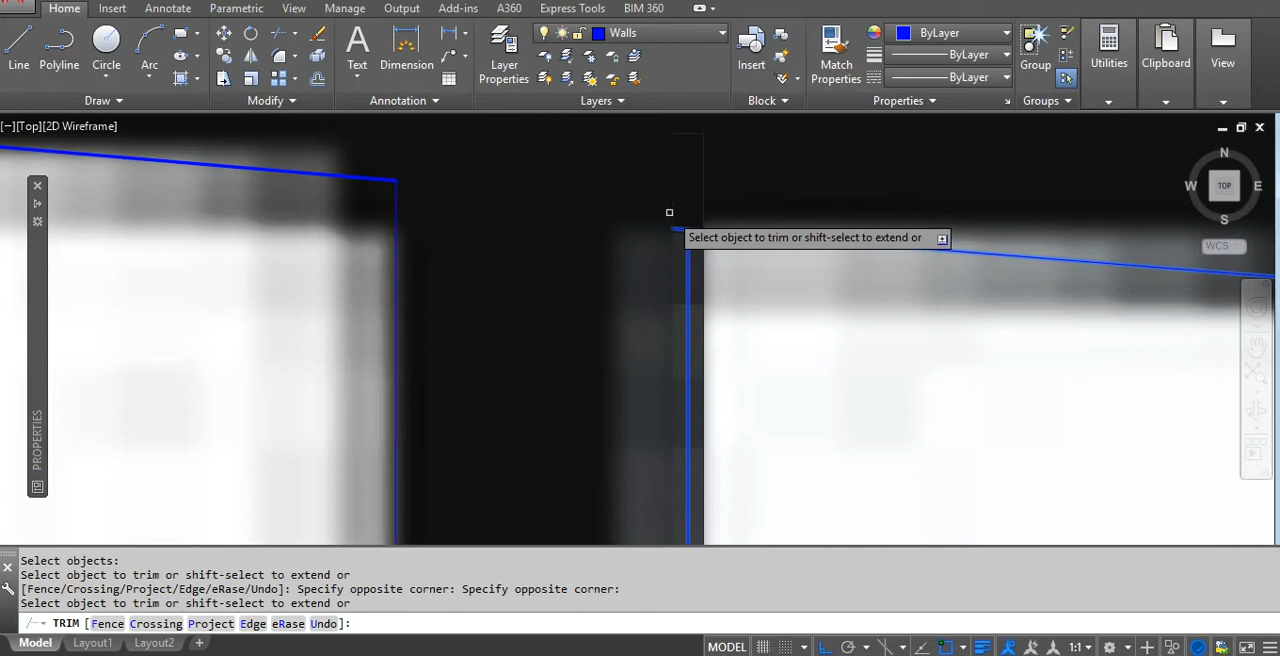 Home Insert Annotate Parametric View Manage Output Add-ins A360 Express Tools BIM 360
Walls
ByLayer
ByLayer
ByLayer
Line Polyline Circle Arc
Text Dimension
Layer Properties
Insert
Match Properties
Group Utilities Clipboard View
Draw Modify Annotation Layers Block Properties Groups
[−][Top][2D Wireframe]
N
W TOP E
S
WCS
Select object to trim or shift-select to extend or
PROPERTIES
Select objects:
Select object to trim or shift-select to extend or
[Fence/Crossing/Project/Edge/eRase/Undo]: Specify opposite corner: Specify opposite corner:
Select object to trim or shift-select to extend or
TRIM [Fence Crossing Project Edge eRase Undo]:
Model Layout1 Layout2 +
MODEL 1:1